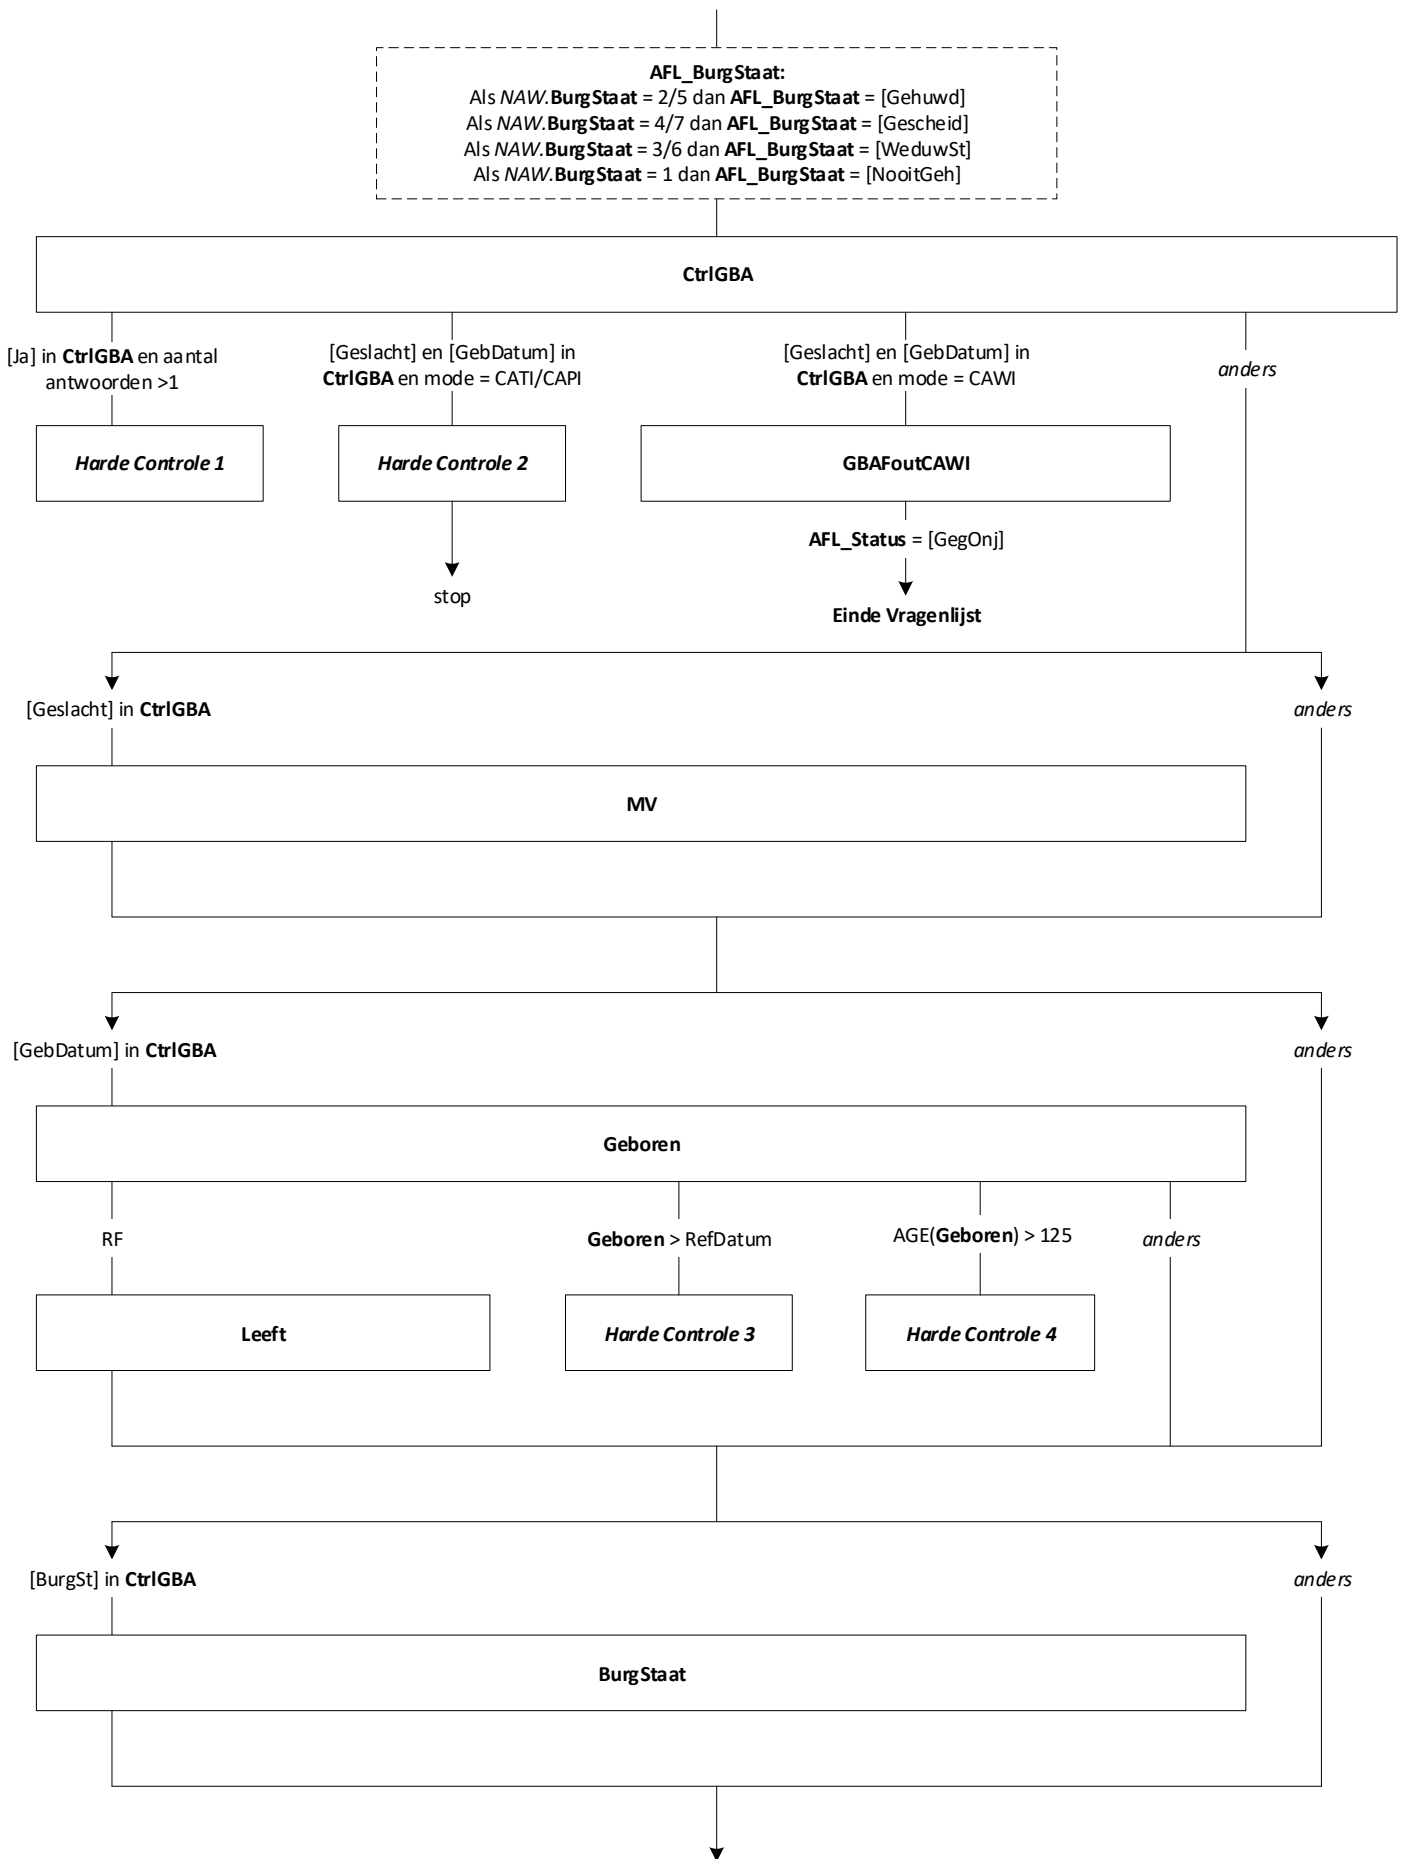 AFL_BurgStaat:
Als NAW.BurgStaat = 2/5 dan AFL_BurgStaat = [Gehuwd]
Als NAW.BurgStaat = 4/7 dan AFL_BurgStaat = [Gescheid]
Als NAW.BurgStaat = 3/6 dan AFL_BurgStaat = [WeduwSt]
Als NAW.BurgStaat = 1 dan AFL_BurgStaat = [NooitGeh]
CtrlGBA
[Ja] in CtrlGBA en aantal
antwoorden >1
[Geslacht] en [GebDatum] in
CtrlGBA en mode = CATI/CAPI
[Geslacht] en [GebDatum] in
CtrlGBA en mode = CAWI
anders
Harde Controle 1
Harde Controle 2
GBAFoutCAWI
AFL_Status = [GegOnj]
stop
Einde Vragenlijst
[Geslacht] in CtrlGBA
anders
MV
[GebDatum] in CtrlGBA
anders
Geboren
RF
Geboren > RefDatum
AGE(Geboren) > 125
anders
Leeft
Harde Controle 3
Harde Controle 4
[BurgSt] in CtrlGBA
anders
BurgStaat